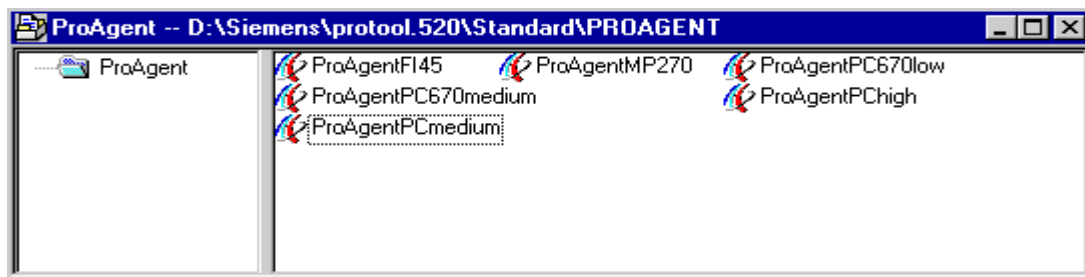 ProAgent -- D:\Siemens\protool.520\Standard\PROAGENT
ProAgent
ProAgentFI45 ProAgentMP270 ProAgentPC670low
ProAgentPC670medium ProAgentPChigh
ProAgentPCmedium